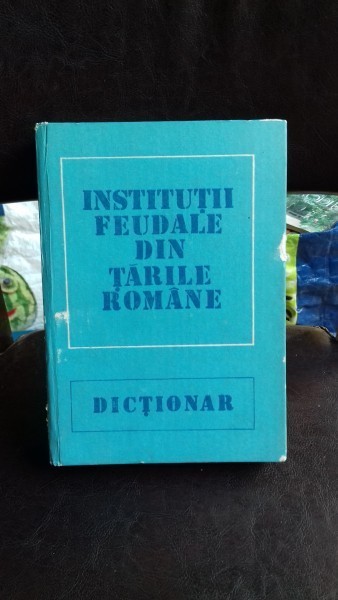 INSTITUȚII
FEUDALE
DIN
ȚĂRILE
ROMÂNE
DICȚIONAR